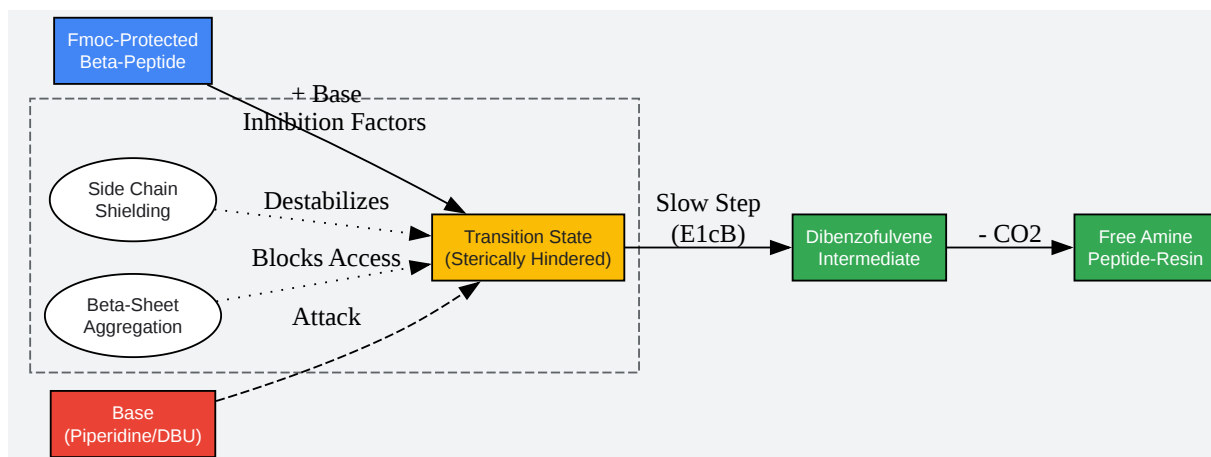 Fmoc-Protected
Beta-Peptide
+ Base
Inhibition Factors
Side Chain
Shielding
Destabilizes
Blocks Access
Beta-Sheet
Aggregation
Attack
Base
(Piperidine/DBU)
Transition State
(Sterically Hindered)
Slow Step
(E1cB)
Dibenzofulvene
Intermediate
- CO2
Free Amine
Peptide-Resin